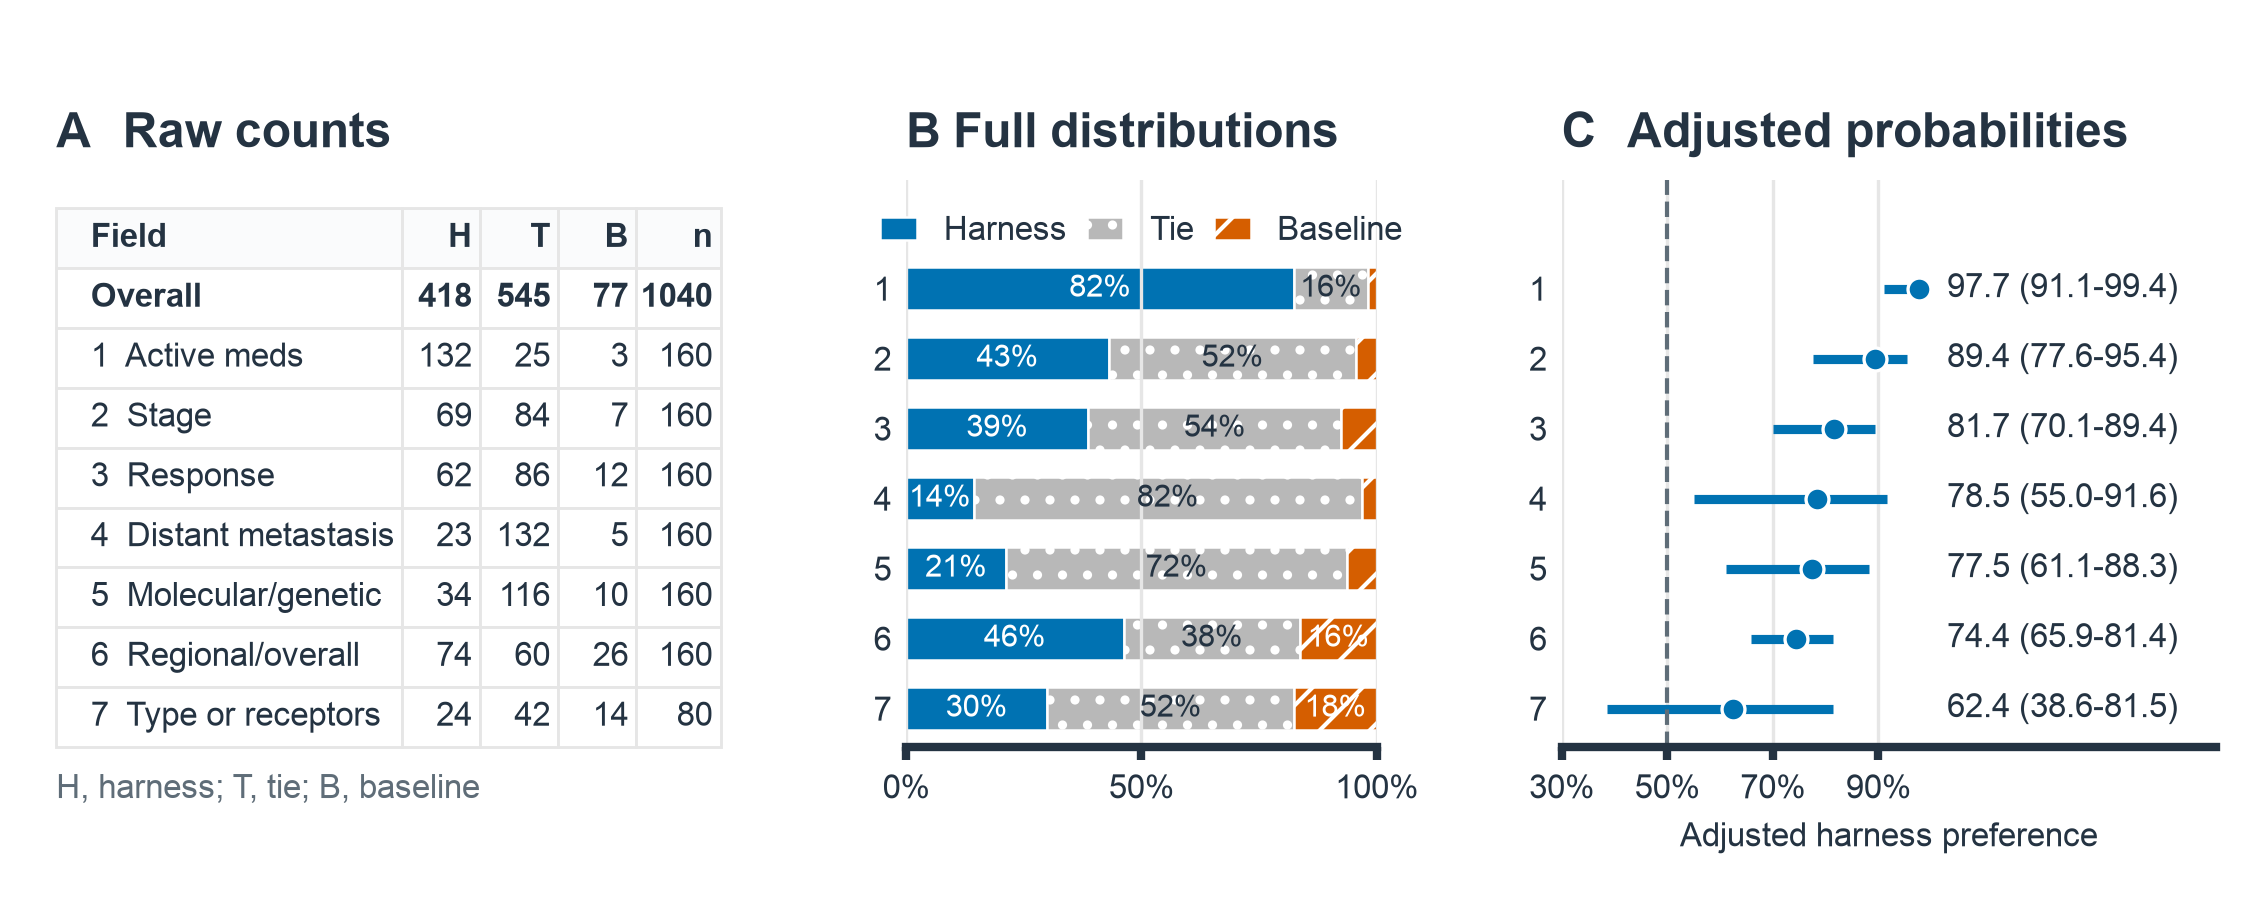 A Raw counts
Field H T B n
Overall 418 545 77 1040
1 Active meds 132 25 3 160
2 Stage 69 84 7 160
3 Response 62 86 12 160
4 Distant metastasis 23 132 5 160
5 Molecular/genetic 34 116 10 160
6 Regional/overall 74 60 26 160
7 Type or receptors 24 42 14 80
H, harness; T, tie; B, baseline
B Full distributions
Harness Tie Baseline
1 82% 16%
2 43% 52%
3 39% 54%
4 14% 82%
5 21% 72%
6 46% 38% 16%
7 30% 52% 18%
0% 50% 100%
C Adjusted probabilities
1 97.7 (91.1-99.4)
2 89.4 (77.6-95.4)
3 81.7 (70.1-89.4)
4 78.5 (55.0-91.6)
5 77.5 (61.1-88.3)
6 74.4 (65.9-81.4)
7 62.4 (38.6-81.5)
30% 50% 70% 90%
Adjusted harness preference